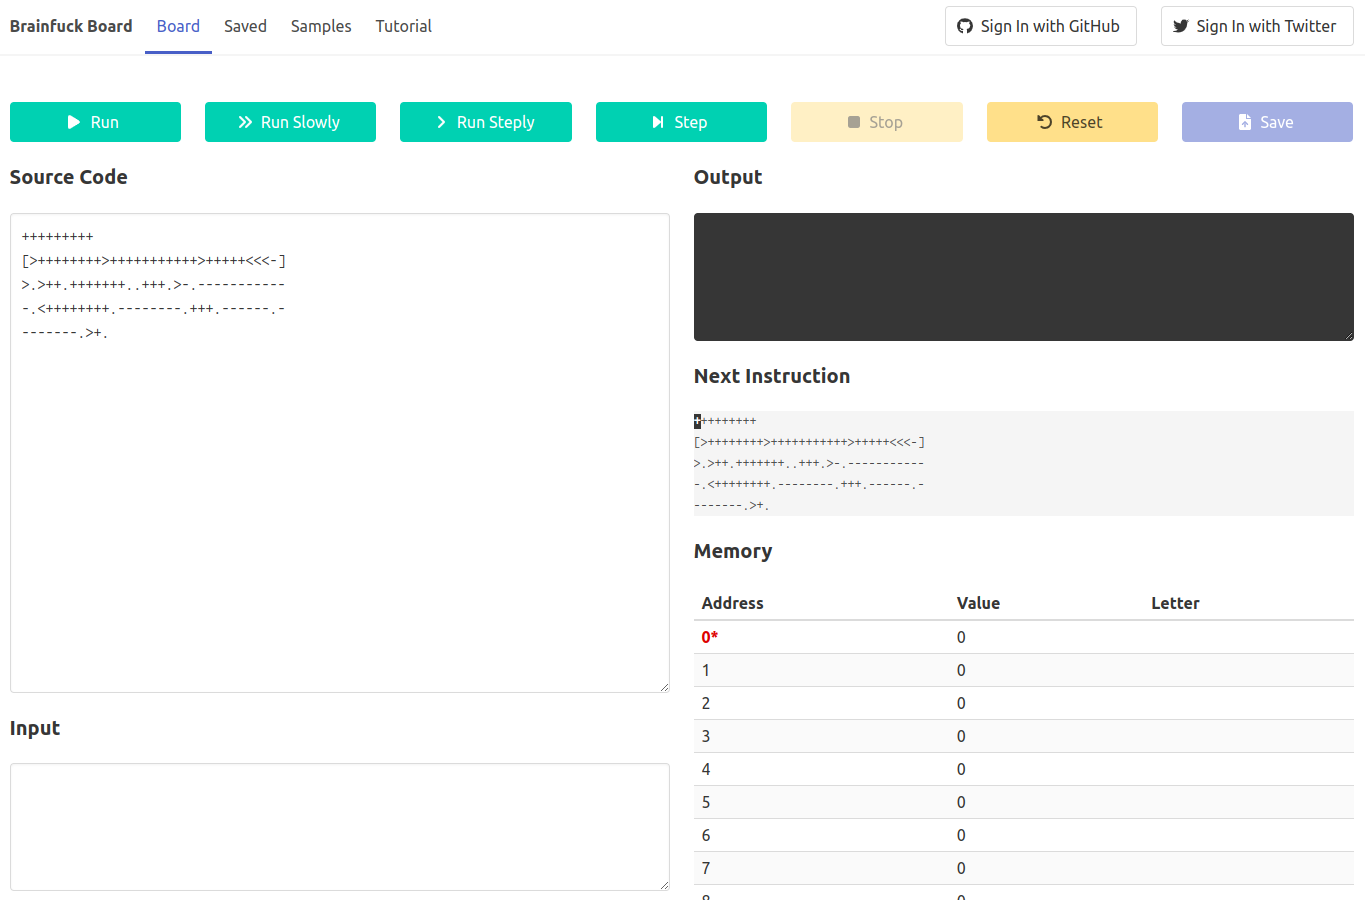 Brainfuck Board
Board
Saved
Samples
Tutorial
Sign In with GitHub
Sign In with Twitter
Run
Run Slowly
Run Steply
Step
Stop
Reset
Save
Source Code
+++++++++
[>++++++++>+++++++++++>+++++<<<-]
>.>++.+++++++..+++.>-.-----------
-.<++++++++.--------.+++.------.-
-------.>+.
Input
Output
Next Instruction
+++++++++
[>++++++++>+++++++++++>+++++<<<-]
>.>++.+++++++..+++.>-.-----------
-.<++++++++.--------.+++.------.-
-------.>+.
Memory
Address Value Letter
0* 0
1 0
2 0
3 0
4 0
5 0
6 0
7 0
8 0